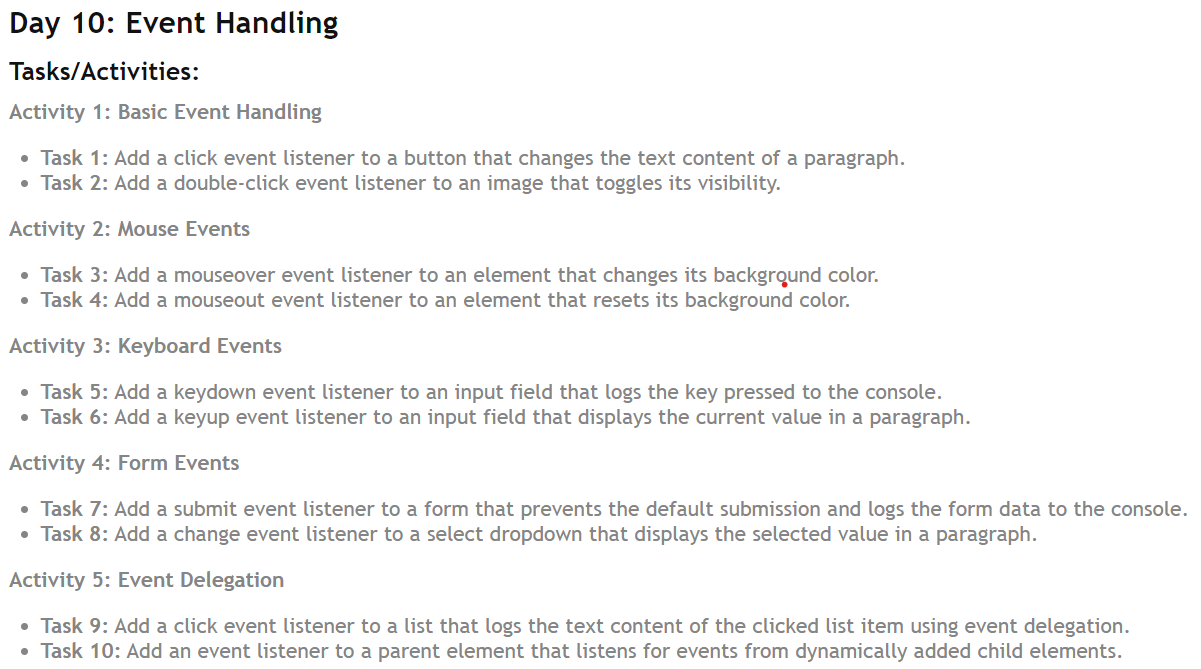 Day 10: Event Handling
Tasks/Activities:
Activity 1: Basic Event Handling
• Task 1: Add a click event listener to a button that changes the text content of a paragraph.
• Task 2: Add a double-click event listener to an image that toggles its visibility.
Activity 2: Mouse Events
• Task 3: Add a mouseover event listener to an element that changes its background color.
• Task 4: Add a mouseout event listener to an element that resets its background color.
Activity 3: Keyboard Events
• Task 5: Add a keydown event listener to an input field that logs the key pressed to the console.
• Task 6: Add a keyup event listener to an input field that displays the current value in a paragraph.
Activity 4: Form Events
• Task 7: Add a submit event listener to a form that prevents the default submission and logs the form data to the console.
• Task 8: Add a change event listener to a select dropdown that displays the selected value in a paragraph.
Activity 5: Event Delegation
• Task 9: Add a click event listener to a list that logs the text content of the clicked list item using event delegation.
• Task 10: Add an event listener to a parent element that listens for events from dynamically added child elements.